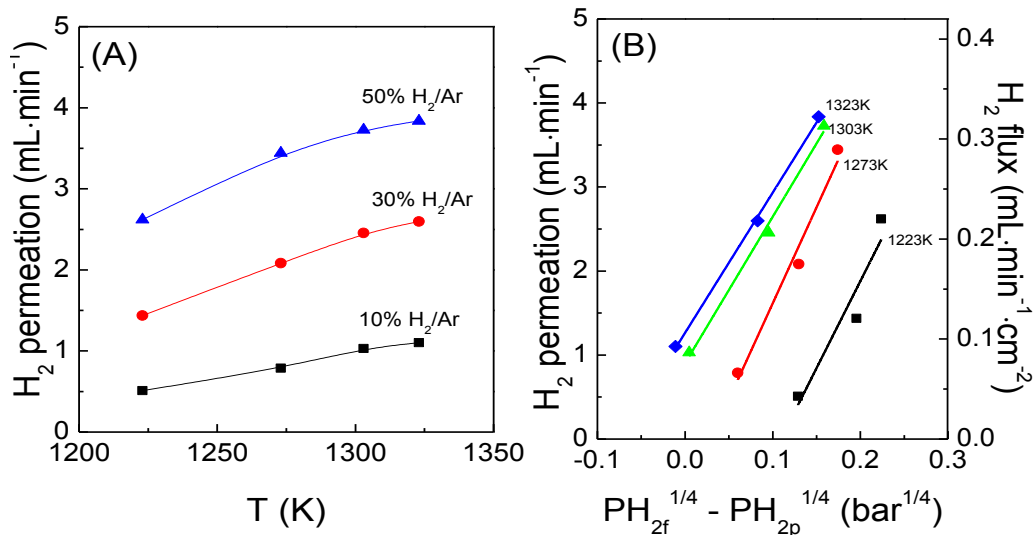 (A)
H₂ permeation (mL·min⁻¹)
5
4
3
2
1
0
50% H₂/Ar
30% H₂/Ar
10% H₂/Ar
1200 1250 1300 1350
T (K)
(B)
H₂ permeation (mL·min⁻¹)
5
4
3
2
1
0
1323K
1303K
1273K
1223K
-0.1 0.0 0.1 0.2 0.3
PH₂f¹/⁴ - PH₂p¹/⁴ (bar¹/⁴)
0.4
0.3
0.2
0.1
0.0
H₂ flux (mL·min⁻¹·cm⁻²)